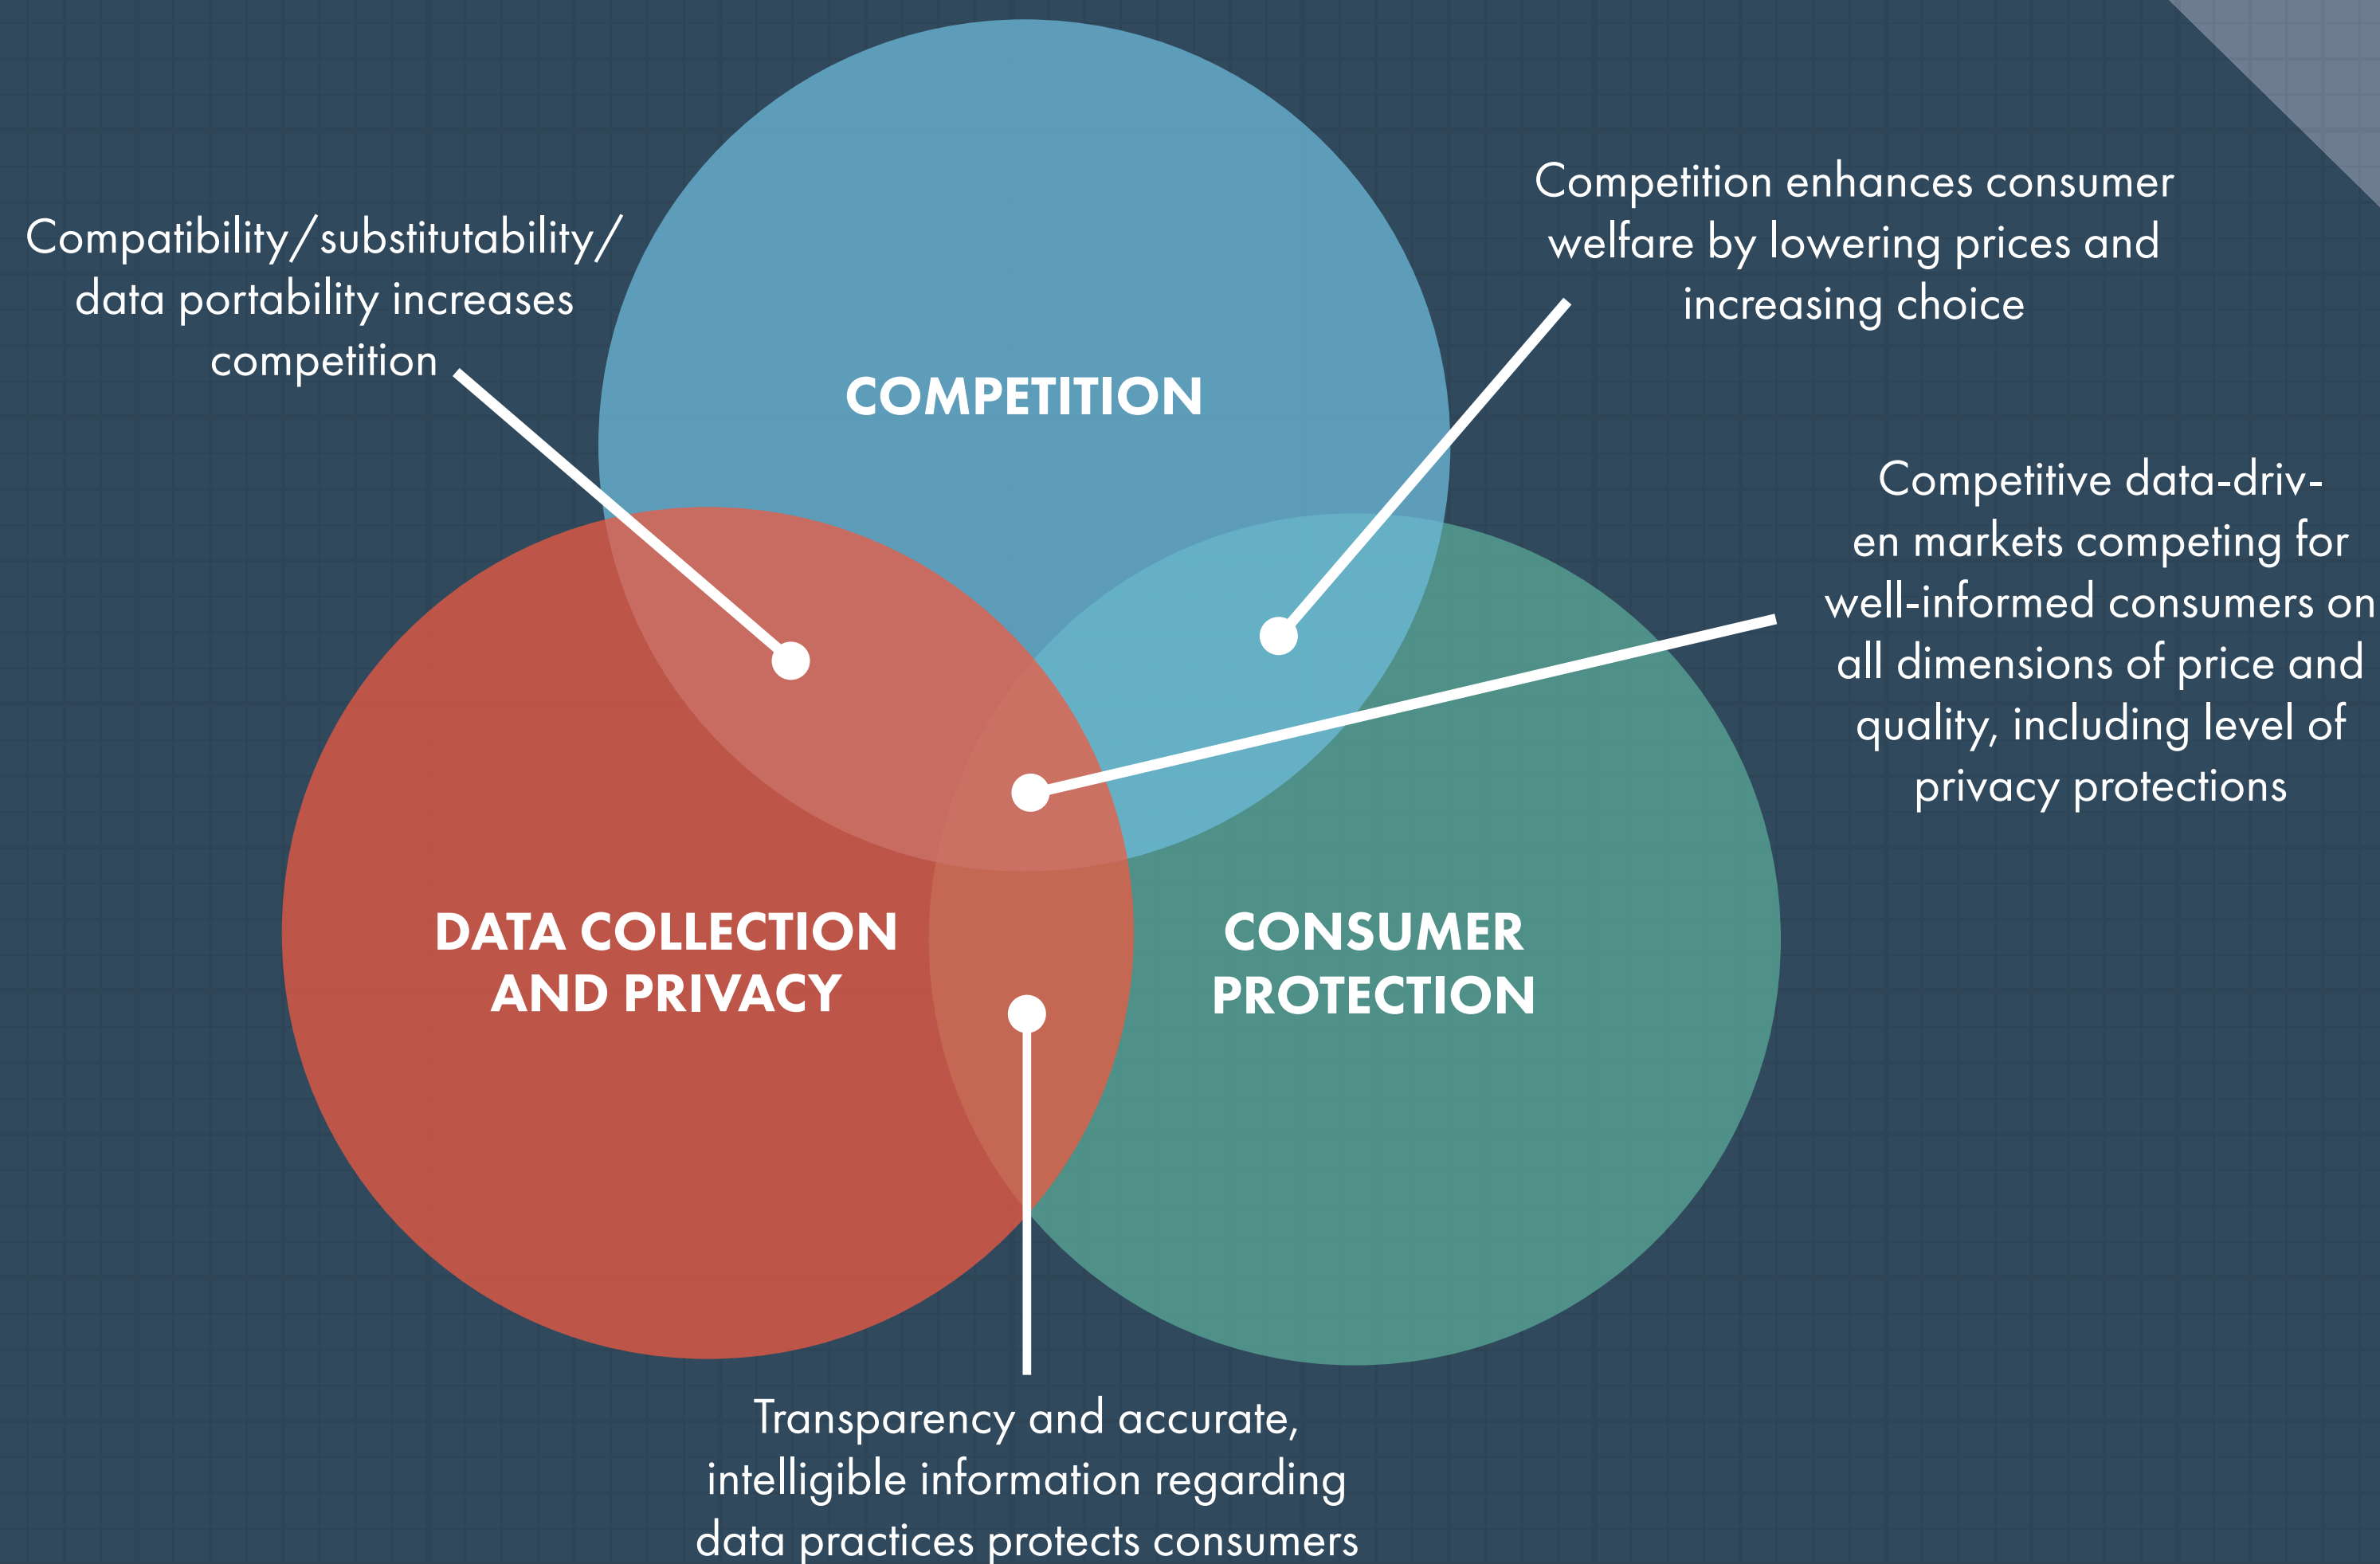 Compatibility/substitutability/
data portability increases
competition
Competition enhances consumer
welfare by lowering prices and
increasing choice
COMPETITION
Competitive data-driv-
en markets competing for
well-informed consumers on
all dimensions of price and
quality, including level of
privacy protections
DATA COLLECTION
AND PRIVACY
CONSUMER
PROTECTION
Transparency and accurate,
intelligible information regarding
data practices protects consumers